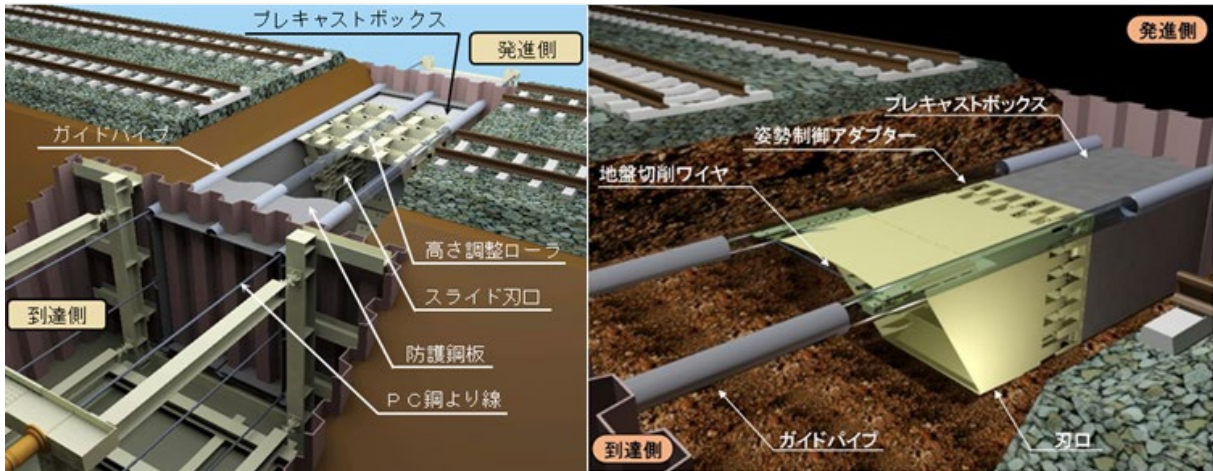 プレキャストボックス
発進側
ガイドパイプ
高さ調整ローラ
スライド刃口
到達側
防護鋼板
ＰＣ鋼より線
発進側
プレキャストボックス
姿勢制御アダプター
地盤切削ワイヤ
到達側
ガイドパイプ
刃口